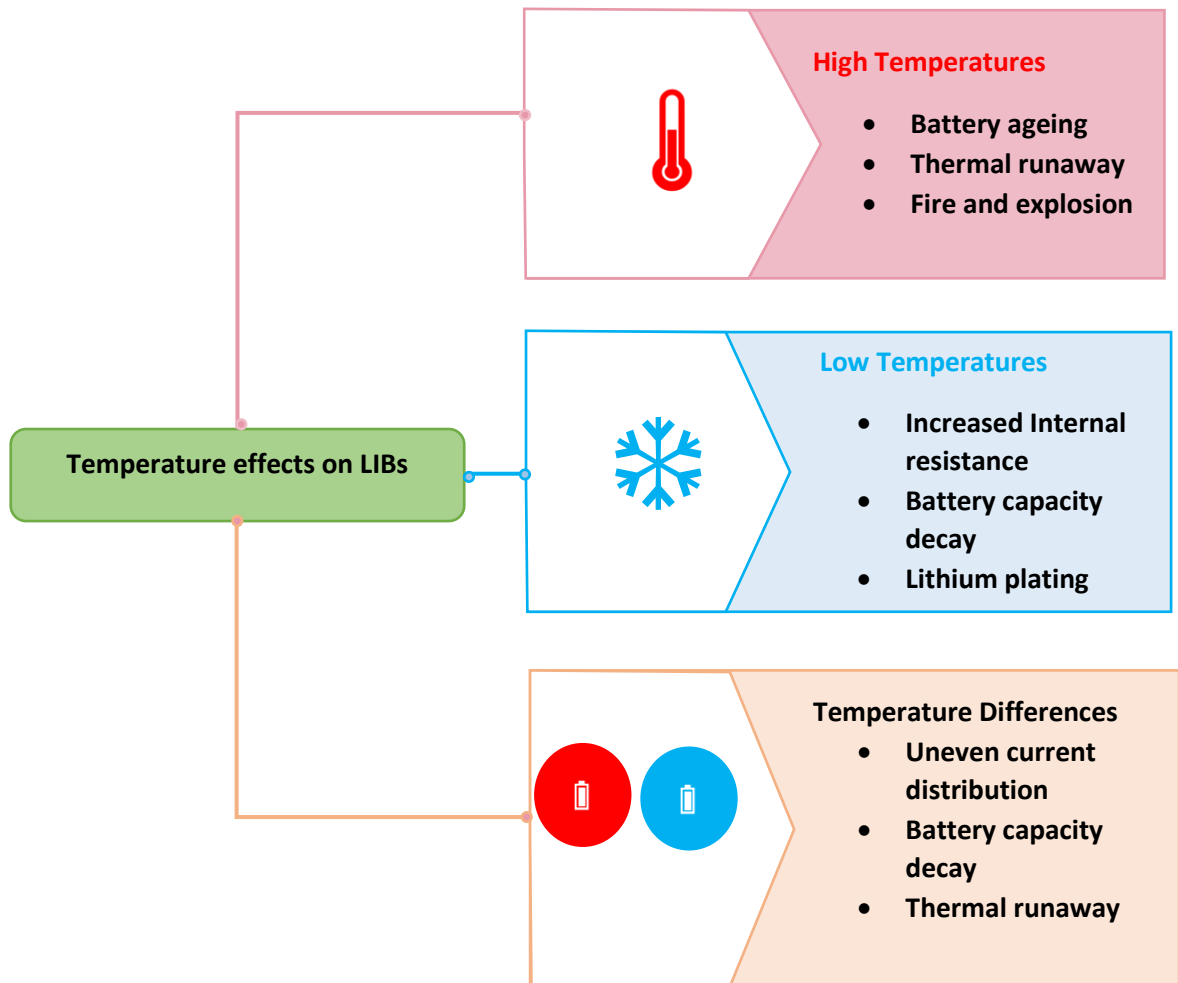 High Temperatures
• Battery ageing
• Thermal runaway
• Fire and explosion
Temperature effects on LIBs
Low Temperatures
• Increased Internal
resistance
• Battery capacity
decay
• Lithium plating
Temperature Differences
• Uneven current
distribution
• Battery capacity
decay
• Thermal runaway